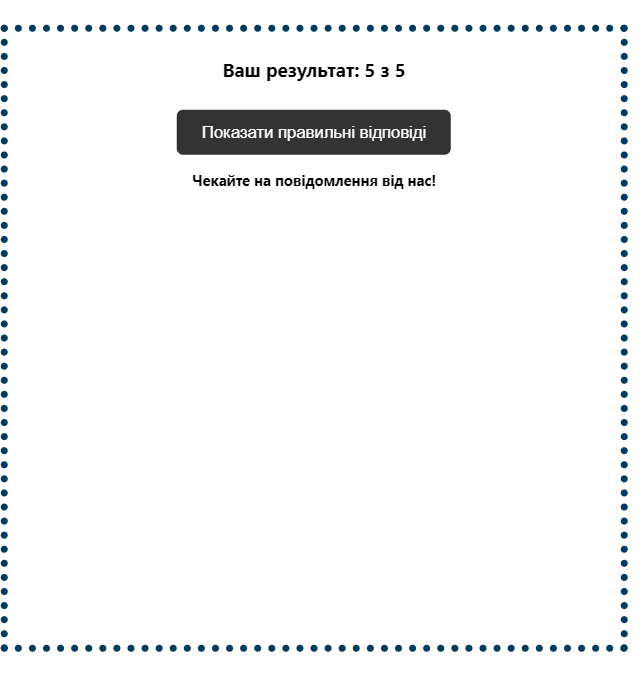 Ваш результат: 5 з 5
Показати правильні відповіді
Чекайте на повідомлення від нас!